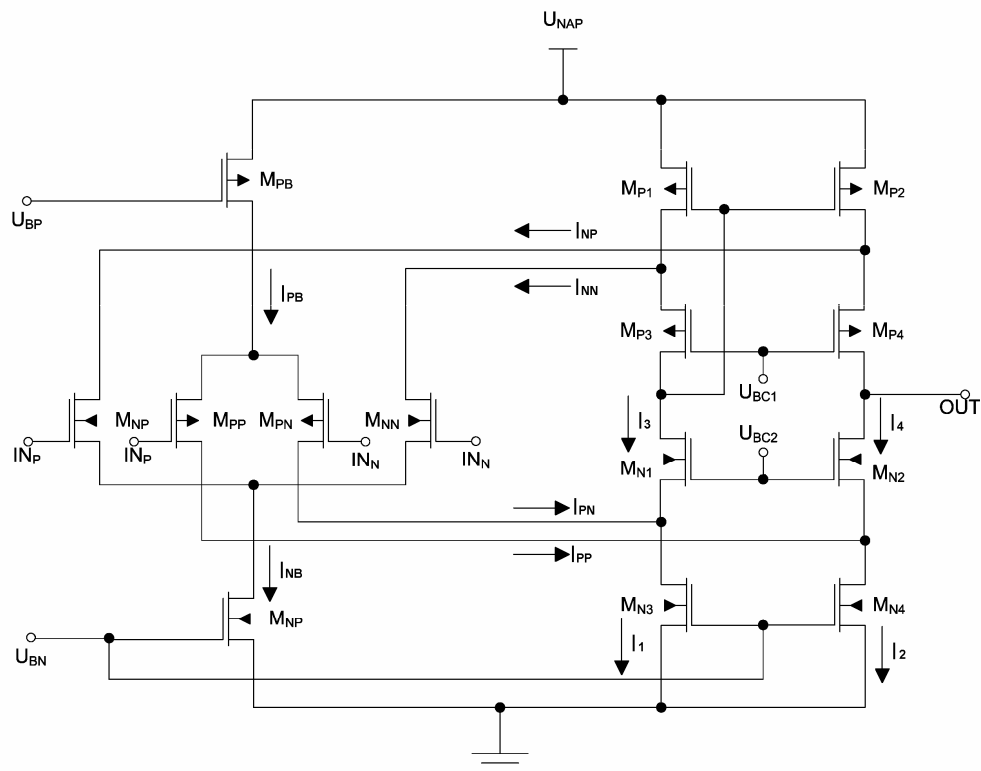 UNAP
MPB
UBP
MP1
MP2
INP
INN
IPB
MP3
MP4
UBC1
OUT
MNP
MPP
MPN
MNN
INP
INP
INN
INN
I3
UBC2
I4
MN1
MN2
IPN
IPP
INB
MNP
UBN
MN3
MN4
I1
I2